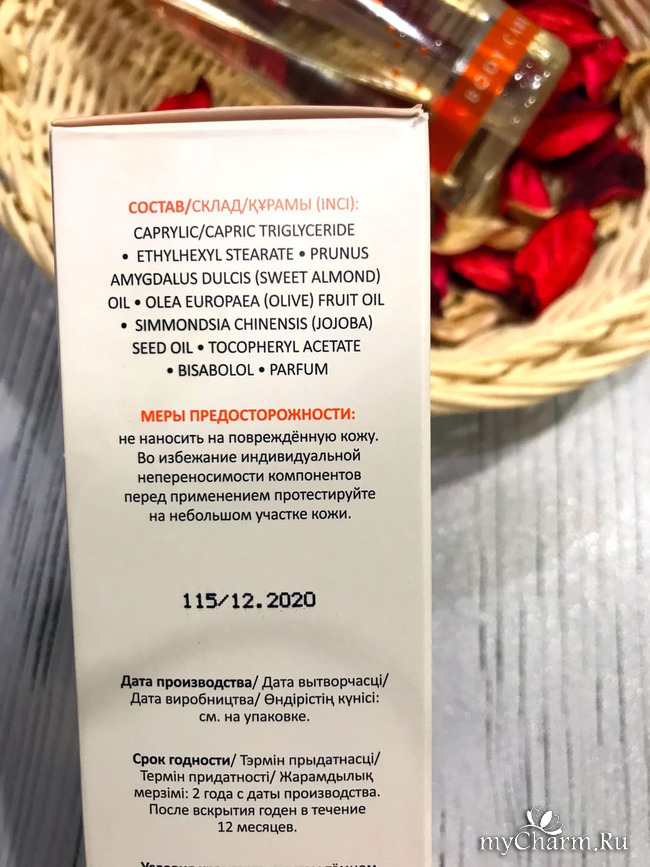 BODY CARE
СОСТАВ/СКЛАД/ҚҰРАМЫ (INCI):
CAPRYLIC/CAPRIC TRIGLYCERIDE
• ETHYLHEXYL STEARATE • PRUNUS
AMYGDALUS DULCIS (SWEET ALMOND)
OIL • OLEA EUROPAEA (OLIVE) FRUIT OIL
• SIMMONDSIA CHINENSIS (JOJOBA)
SEED OIL • TOCOPHERYL ACETATE
• BISABOLOL • PARFUM
МЕРЫ ПРЕДОСТОРОЖНОСТИ:
не наносить на повреждённую кожу.
Во избежание индивидуальной
непереносимости компонентов
перед применением протестируйте
на небольшом участке кожи.
115/12.2020
Дата производства/ Дата вытворчасці/
Дата виробництва/ Өндірістің күнісі:
см. на упаковке.
Срок годности/ Тэрмін прыдатнасці/
Термін придатності/ Жарамдылық
мерзімі: 2 года с даты производства.
После вскрытия годен в течение
12 месяцев.
myCharm.Ru